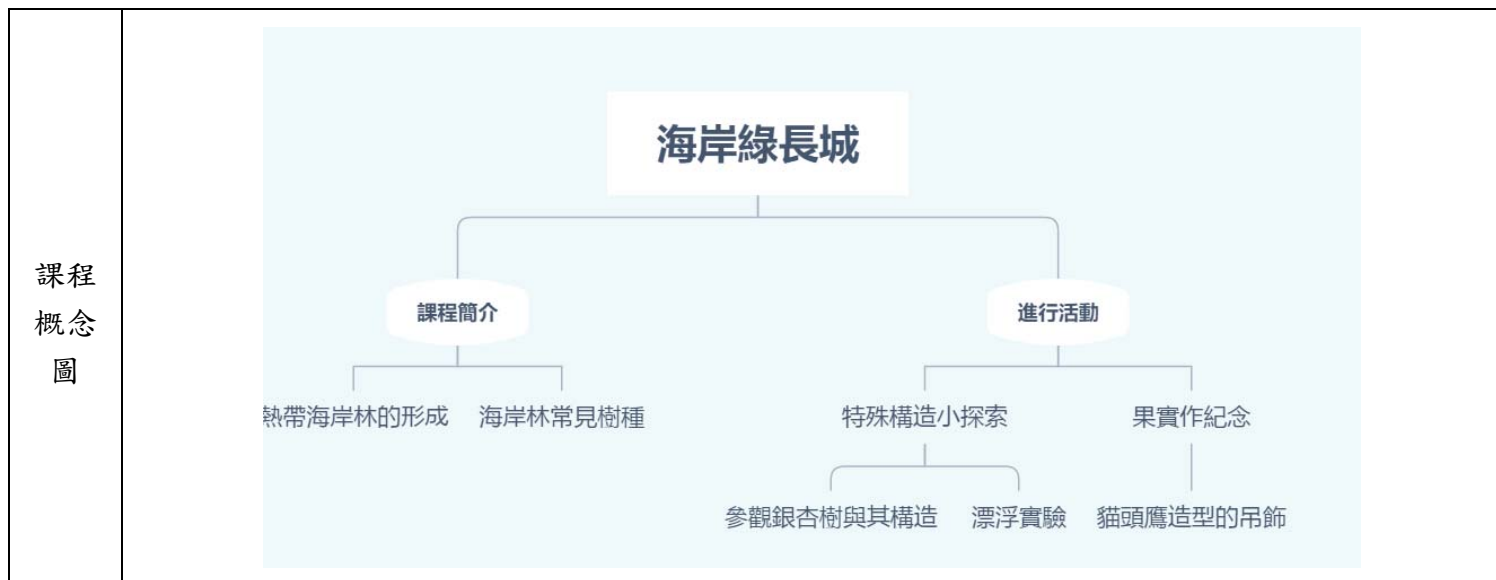 課程
概念
圖
海岸綠長城
課程簡介
進行活動
熱帶海岸林的形成
海岸林常見樹種
特殊構造小探索
果實作紀念
參觀銀杏樹與其構造
漂浮實驗
貓頭鷹造型的吊飾